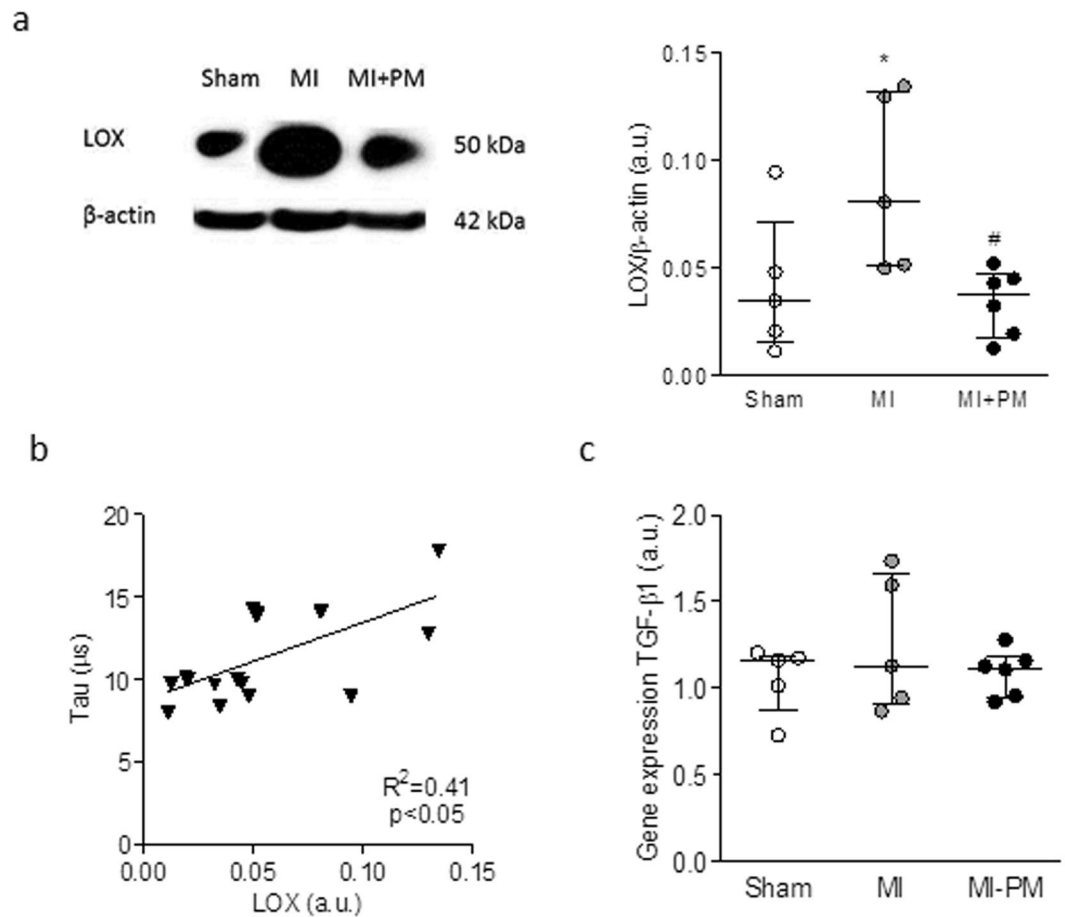 a
Sham MI MI+PM
LOX 50 kDa
β-actin 42 kDa
LOX/β-actin (a.u.)
0.15
0.10
0.05
0.00
*
#
Sham MI MI+PM
b
Tau (µs)
20
15
10
5
0
R²=0.41
p<0.05
0.00 0.05 0.10 0.15
LOX (a.u.)
c
Gene expression TGF-β1 (a.u.)
2.0
1.5
1.0
0.5
0.0
Sham MI MI-PM